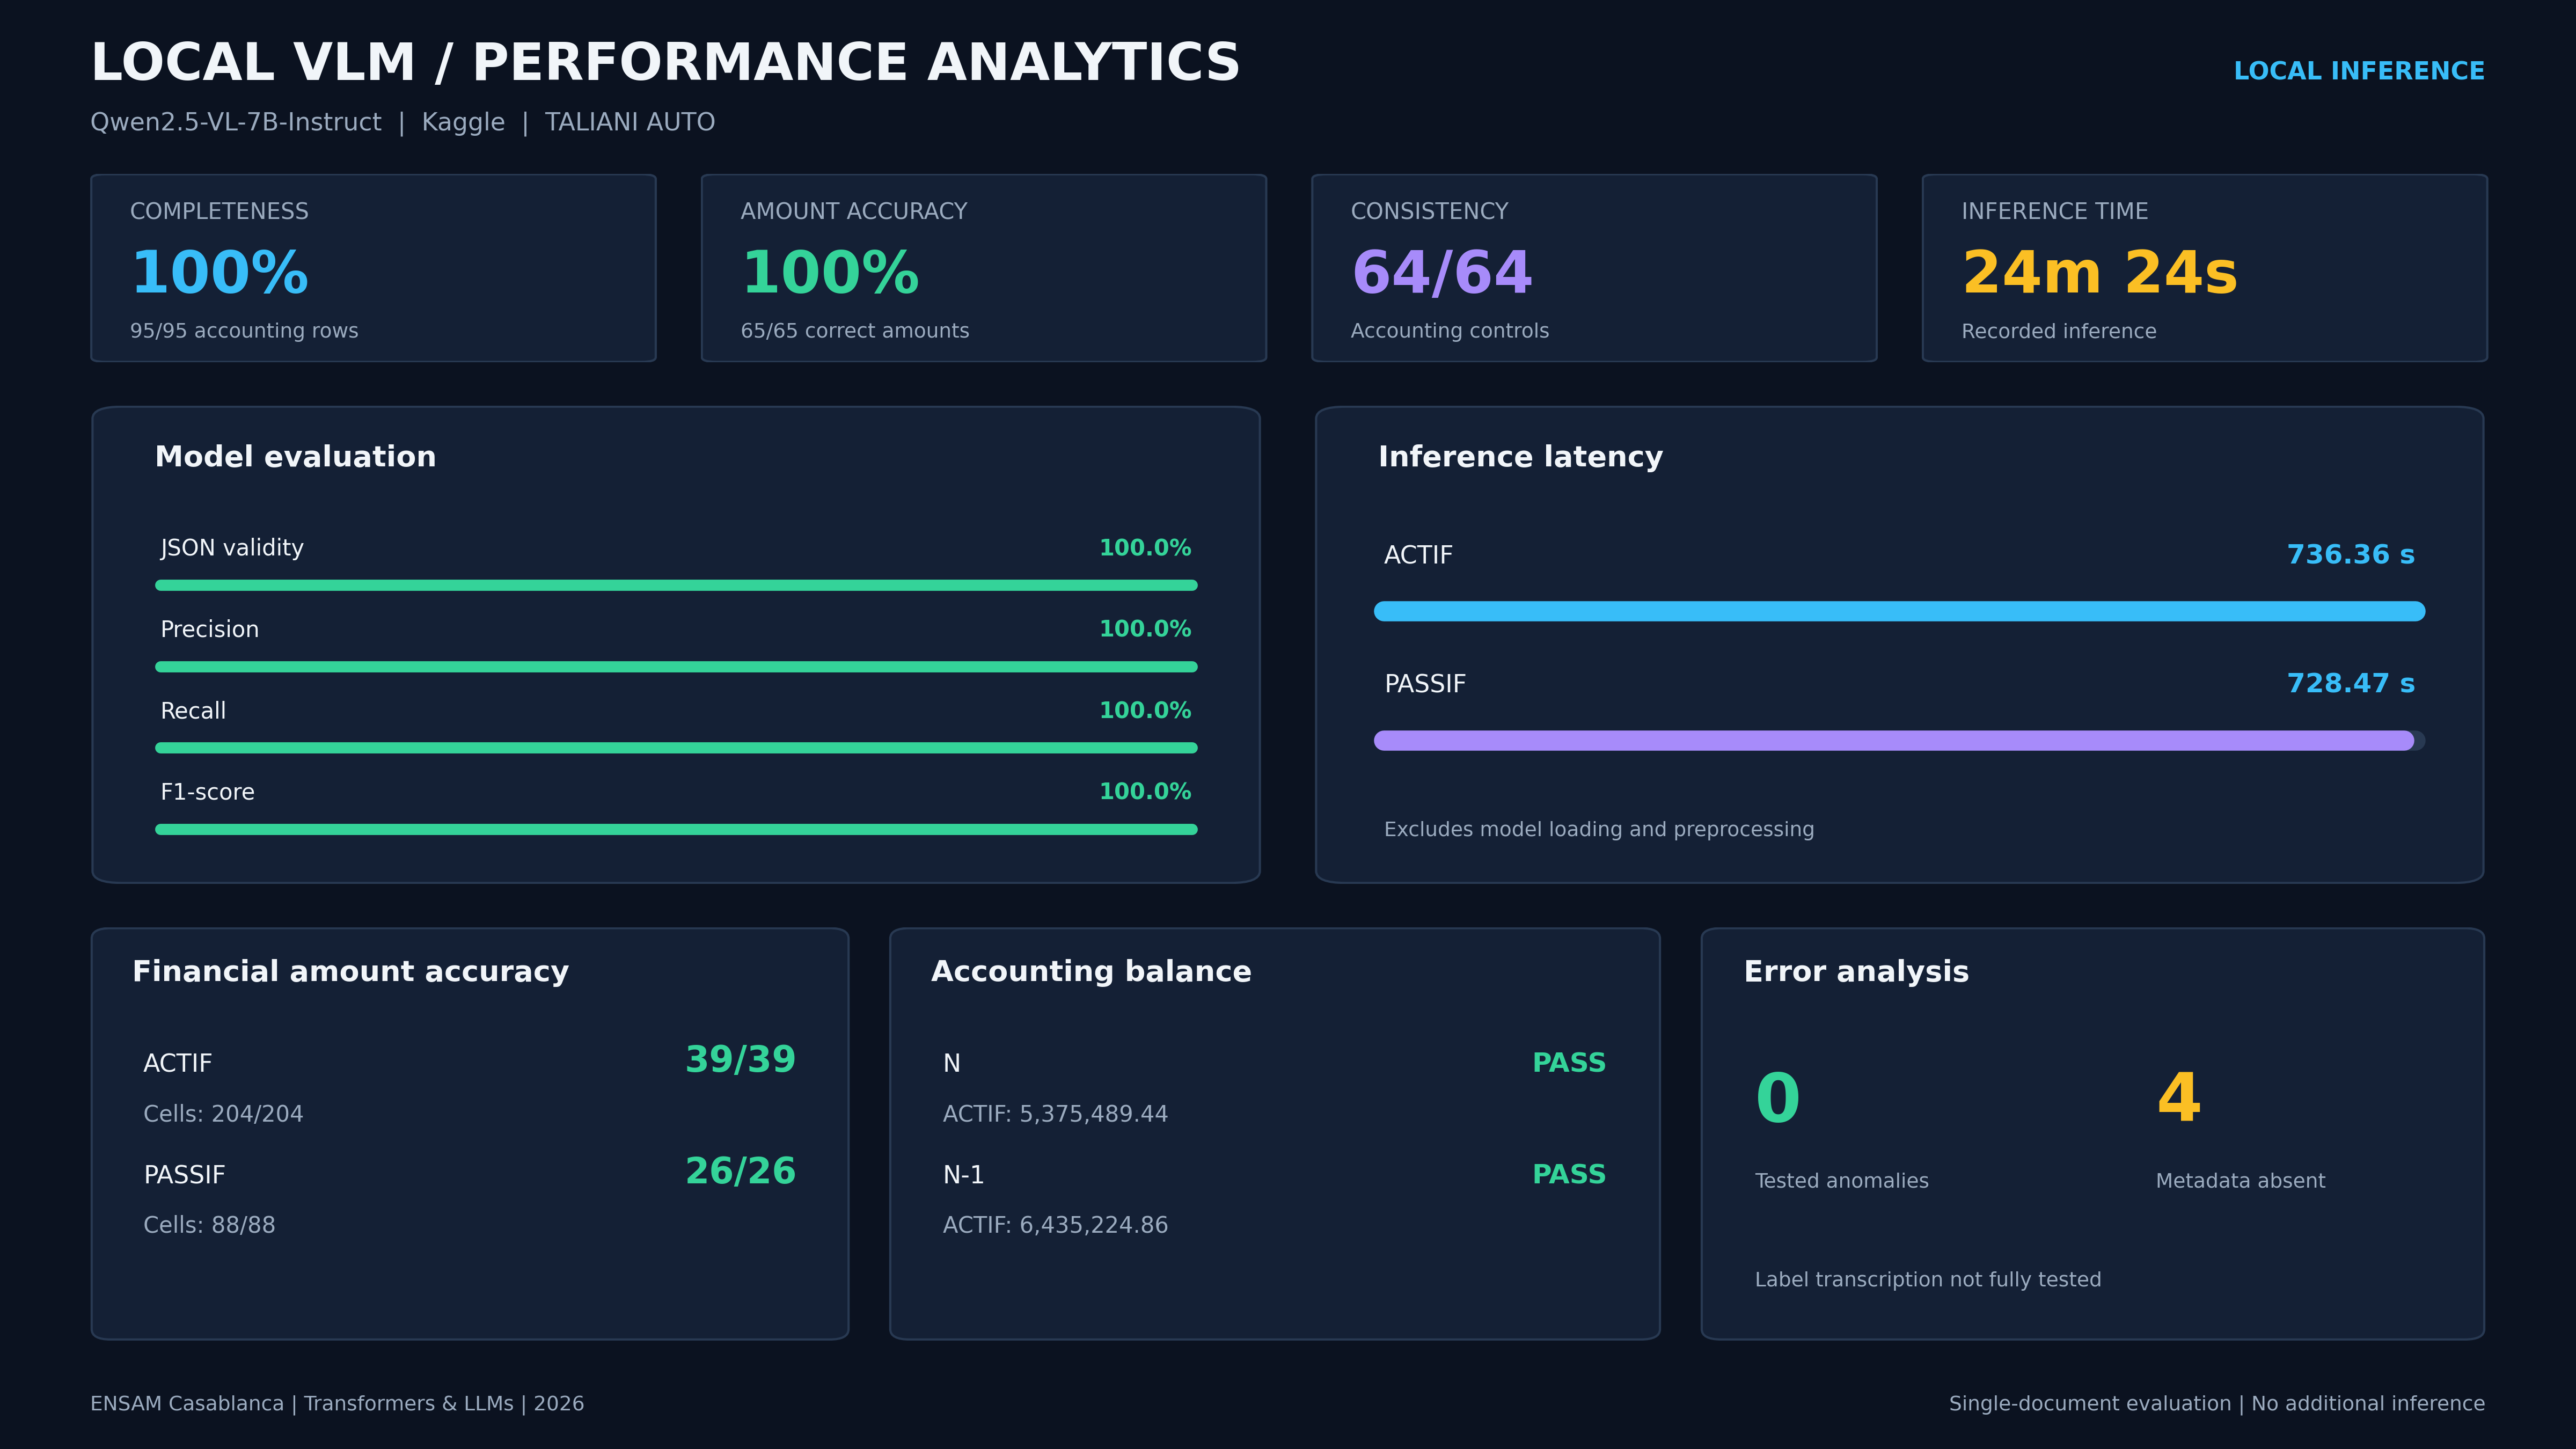 LOCAL VLM / PERFORMANCE ANALYTICS
LOCAL INFERENCE
Qwen2.5-VL-7B-Instruct | Kaggle | TALIANI AUTO
COMPLETENESS
100%
95/95 accounting rows
AMOUNT ACCURACY
100%
65/65 correct amounts
CONSISTENCY
64/64
Accounting controls
INFERENCE TIME
24m 24s
Recorded inference
Model evaluation
JSON validity 100.0%
Precision 100.0%
Recall 100.0%
F1-score 100.0%
Inference latency
ACTIF 736.36 s
PASSIF 728.47 s
Excludes model loading and preprocessing
Financial amount accuracy
ACTIF 39/39
Cells: 204/204
PASSIF 26/26
Cells: 88/88
Accounting balance
N PASS
ACTIF: 5,375,489.44
N-1 PASS
ACTIF: 6,435,224.86
Error analysis
0 4
Tested anomalies Metadata absent
Label transcription not fully tested
ENSAM Casablanca | Transformers & LLMs | 2026
Single-document evaluation | No additional inference